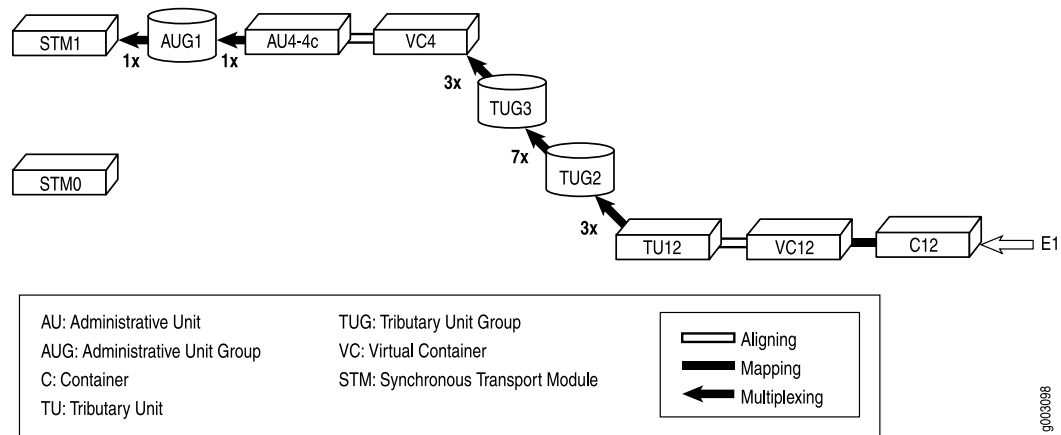 STM1
AUG1
AU4-4c
VC4
1x
1x
3x
TUG3
7x
STM0
TUG2
3x
TU12
VC12
C12
E1
AU: Administrative Unit
AUG: Administrative Unit Group
C: Container
TU: Tributary Unit
TUG: Tributary Unit Group
VC: Virtual Container
STM: Synchronous Transport Module
Aligning
Mapping
Multiplexing
g003098